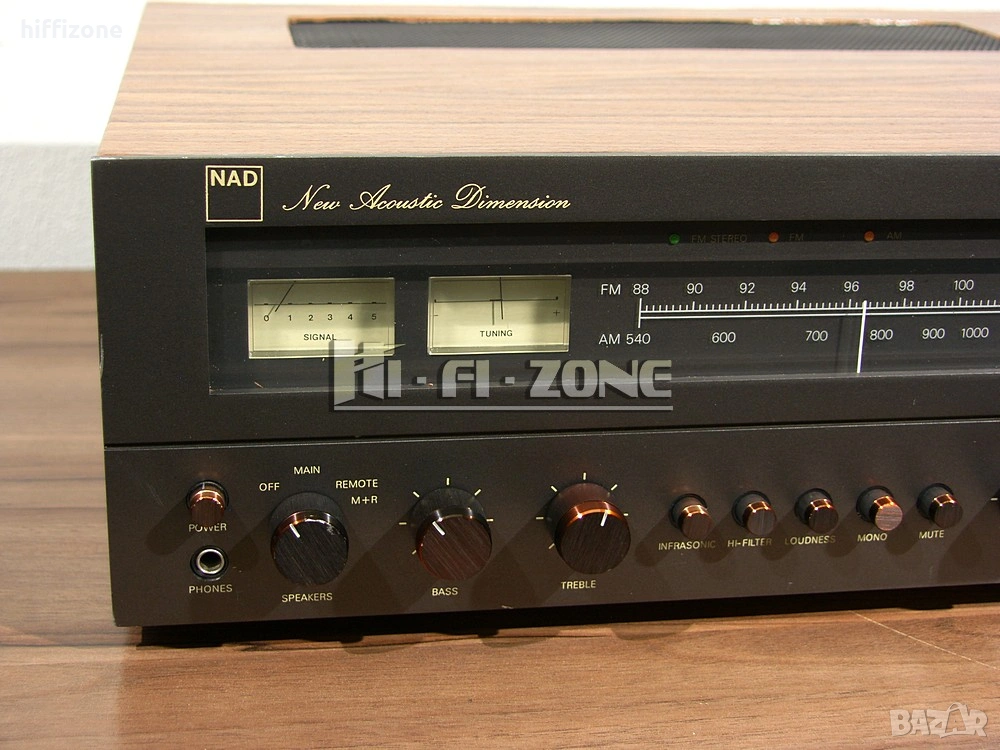 hiffizone
NAD
New Acoustic Dimension
FM STEREO FM AM
0 1 2 3 4 5
SIGNAL
- +
TUNING
FM 88 90 92 94 96 98 100
AM 540 600 700 800 900 1000
Hi-Fi-ZONE
OFF MAIN REMOTE
M+R
POWER
PHONES
SPEAKERS
BASS
TREBLE
INFRASONIC HI-FILTER LOUDNESS MONO MUTE
BAZAR